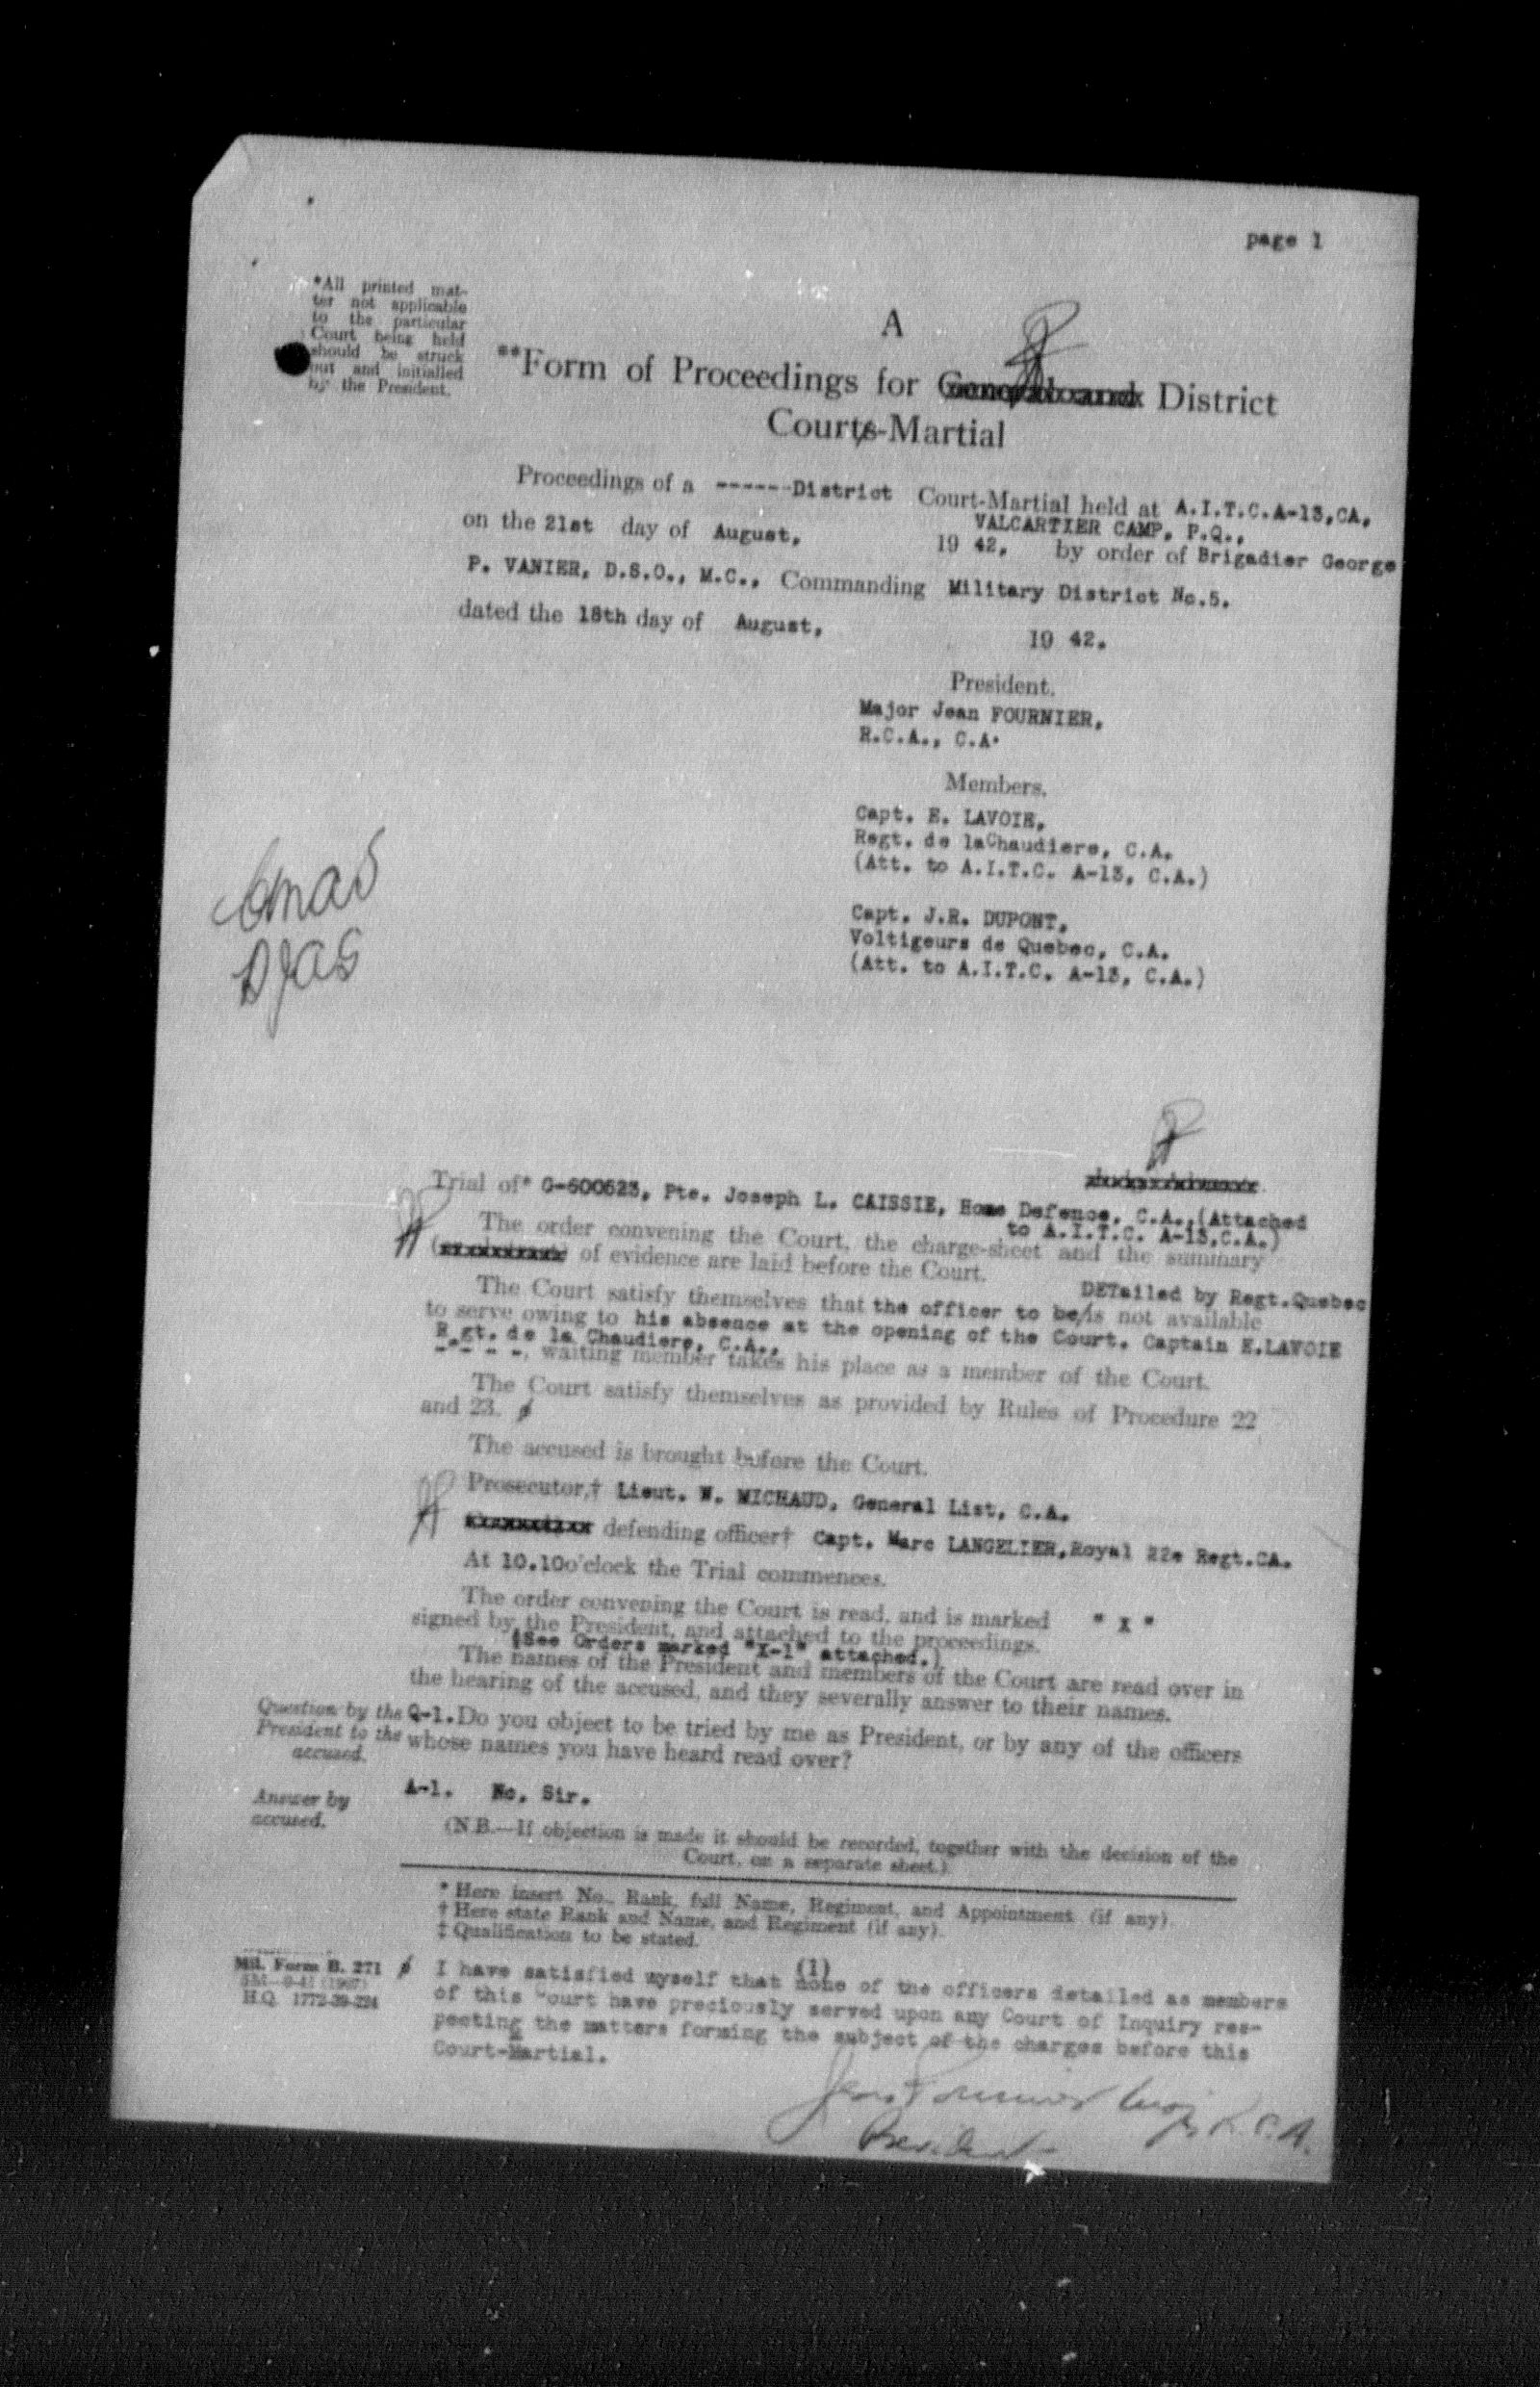 page 1
*All printed mat-
ter not applicable
to the particular
Court being held
should be struck
out and initialled
by the President.
A
**Form of Proceedings for General and District
Courts-Martial
Proceedings of a ------District Court-Martial held at A.I.T.C.A-13,CA,
VALCARTIER CAMP, P.Q.,
on the 21st day of August, 19 42, by order of Brigadier George
P. VANIER, D.S.O., M.C., Commanding Military District No.5.
dated the 18th day of August, 19 42.
President.
Major Jean FOURNIER,
R.C.A., C.A.
Members.
Capt. E. LAVOIE,
Regt. de laChaudiere, C.A.
(Att. to A.I.T.C. A-13, C.A.)
Capt. J.R. DUPONT,
Voltigeurs de Quebec, C.A.
(Att. to A.I.T.C. A-13, C.A.)
Trial of* G-600523, Pte. Joseph L. CAISSIE, Home Defence, C.A.,(Attached
to A.I.T.C. A-13,C.A.)
The order convening the Court, the charge-sheet and the summary
( of evidence are laid before the Court.
DETailed by Regt.Quebec
The Court satisfy themselves that the officer to be/is not available
to serve owing to his absence at the opening of the Court. Captain E.LAVOIE
R gt. de la Chaudiere, C.A.,
- - - - -, waiting member takes his place as a member of the Court.
The Court satisfy themselves as provided by Rules of Procedure 22
and 23.
The accused is brought before the Court.
Prosecutor,† Lieut. W. MICHAUD, General List, C.A.
defending officer† Capt. Marc LANGELIER,Royal 22e Regt.CA.
At 10.10o'clock the Trial commences.
The order convening the Court is read, and is marked " X "
signed by the President, and attached to the proceedings.
(See Orders marked "X-1" attached.)
The names of the President and members of the Court are read over in
the hearing of the accused, and they severally answer to their names.
Question by the
President to the
accused.
Q-1.Do you object to be tried by me as President, or by any of the officers
whose names you have heard read over?
Answer by
accused.
A-1. No, Sir.
(N.B.—If objection is made it should be recorded, together with the decision of the
Court, on a separate sheet.)
* Here insert No., Rank, full Name, Regiment, and Appointment (if any).
† Here state Rank and Name, and Regiment (if any).
‡ Qualification to be stated.
(1)
Mil. Form B. 271
H.Q. 1772-39-224
I have satisfied myself that none of the officers detailed as members
of this Court have preciously served upon any Court of Inquiry res-
pecting the matters forming the subject of the charges before this
Court-Martial.
Jean Fournier Major R.C.A.
President